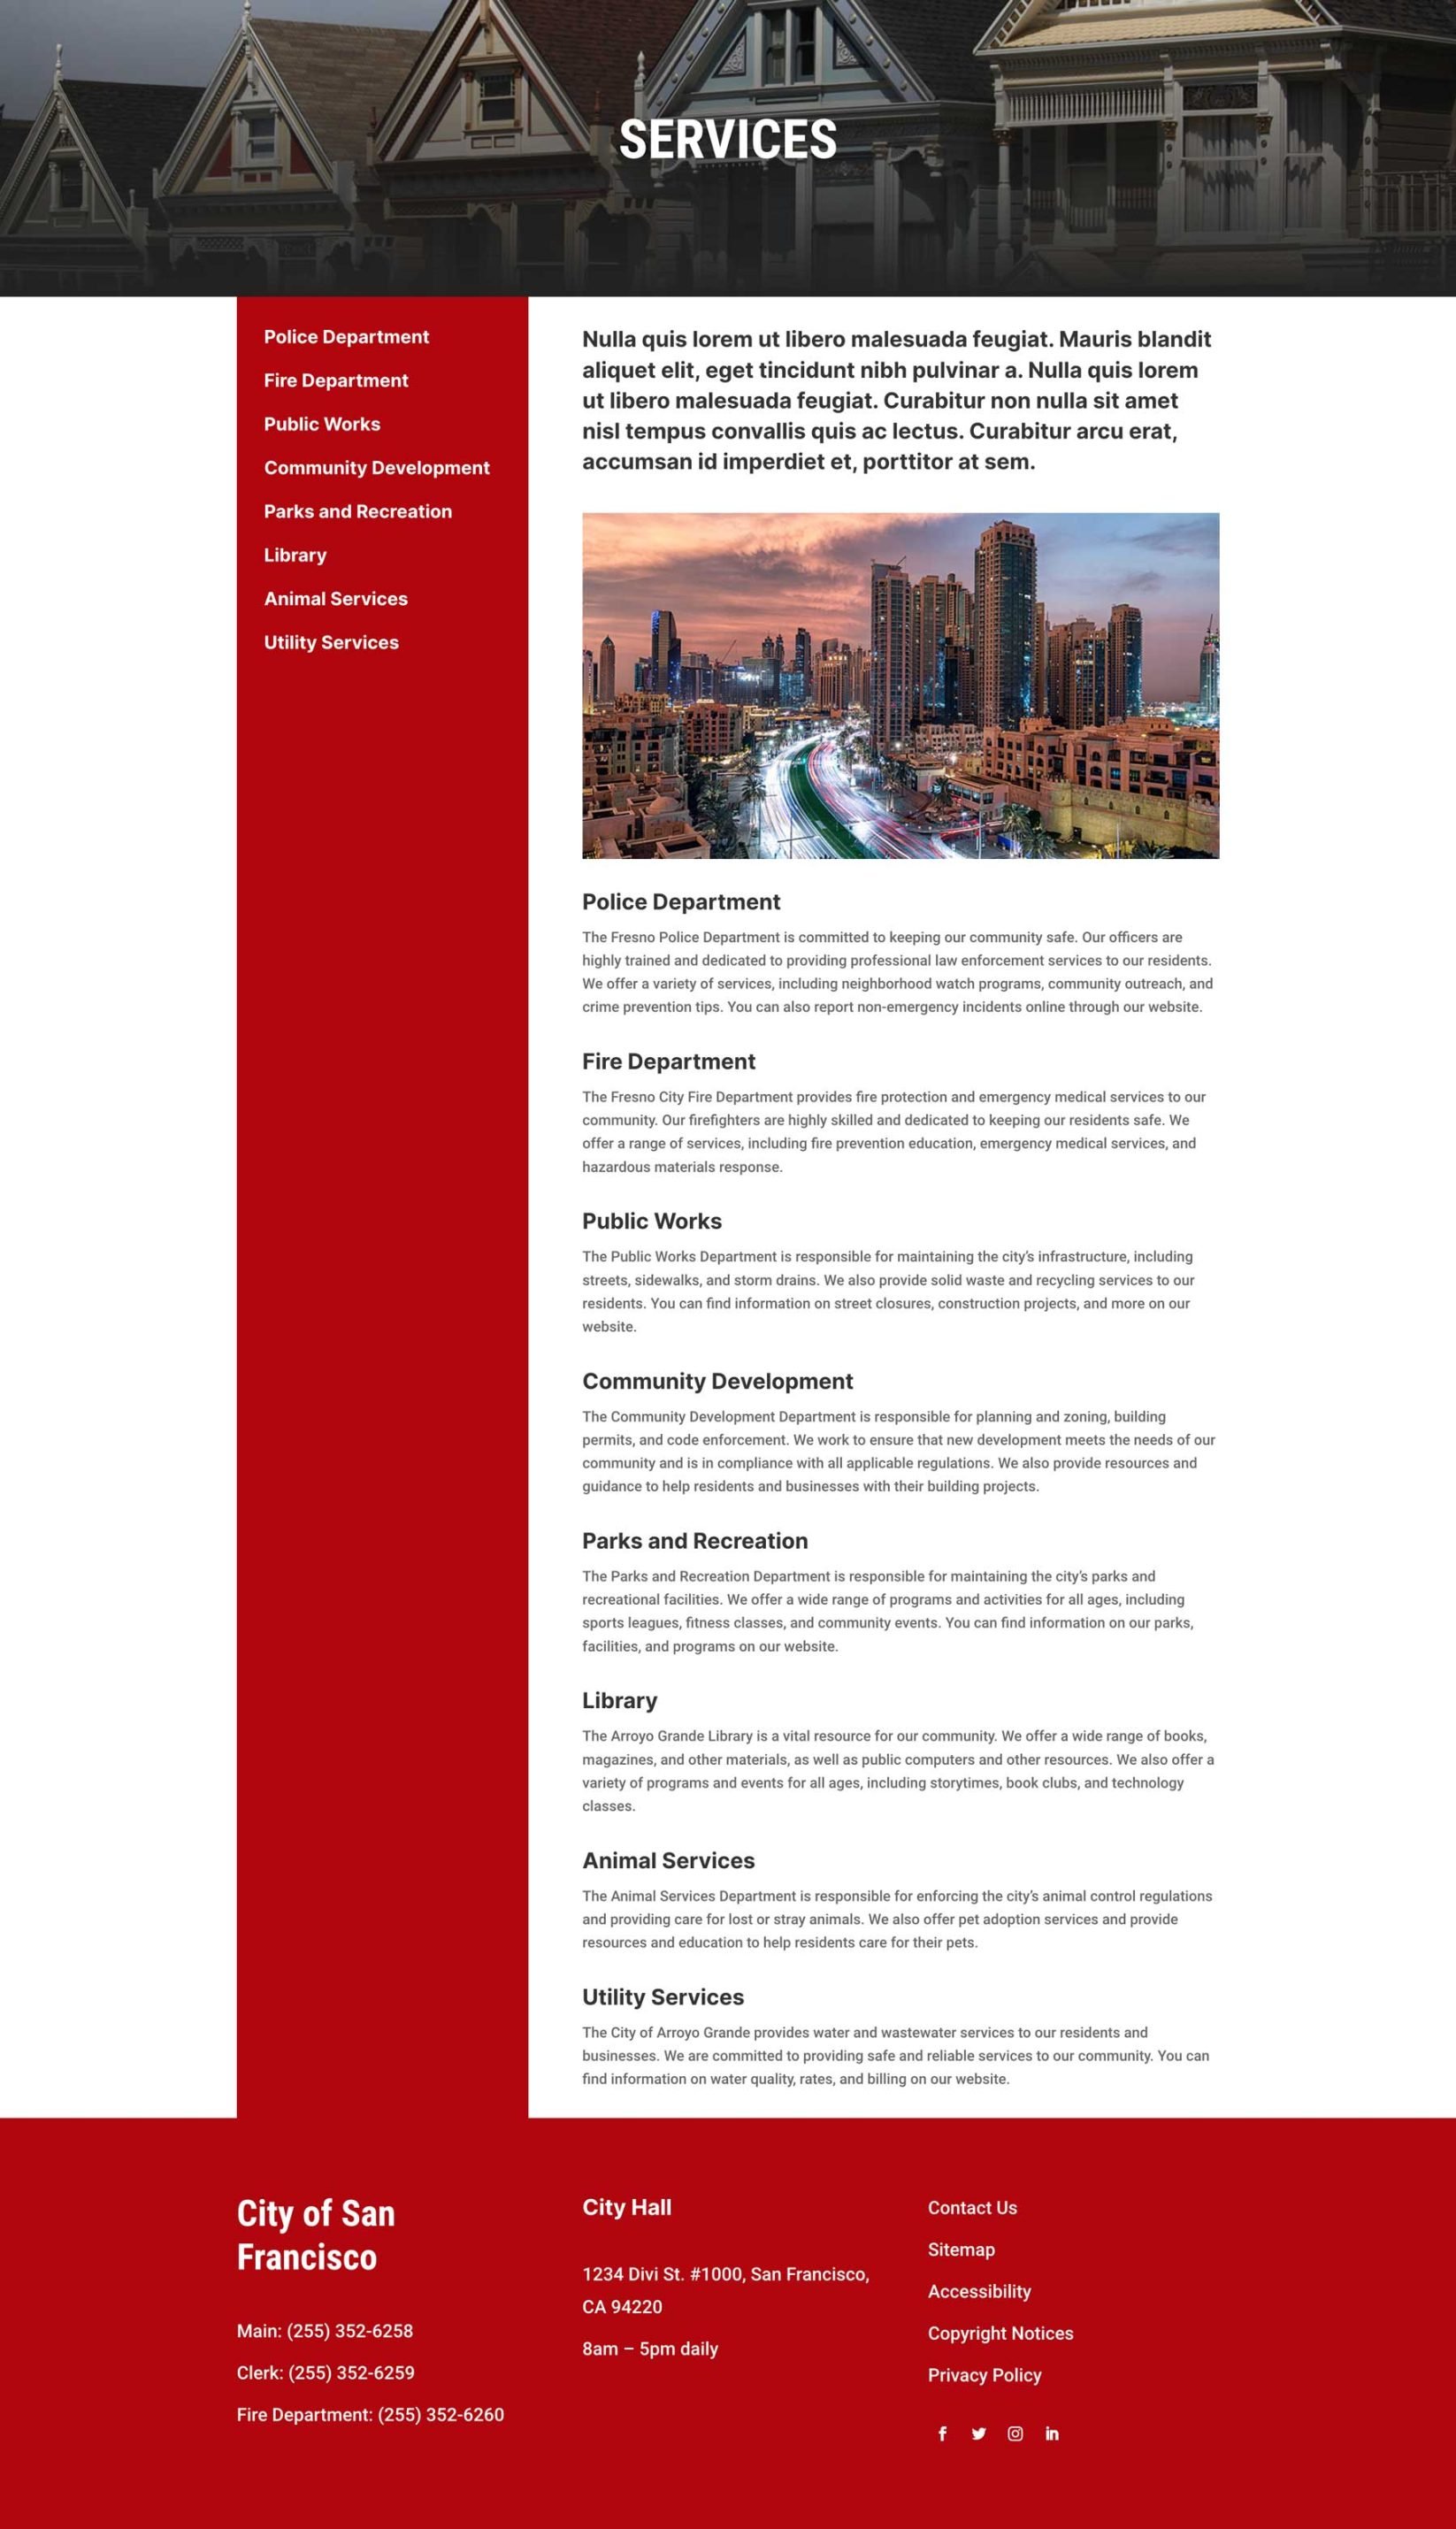 SERVICES
Police Department
Fire Department
Public Works
Community Development
Parks and Recreation
Library
Animal Services
Utility Services
Nulla quis lorem ut libero malesuada feugiat. Mauris blandit
aliquet elit, eget tincidunt nibh pulvinar a. Nulla quis lorem
ut libero malesuada feugiat. Curabitur non nulla sit amet
nisl tempus convallis quis ac lectus. Curabitur arcu erat,
accumsan id imperdiet et, porttitor at sem.
Police Department
The Fresno Police Department is committed to keeping our community safe. Our officers are
highly trained and dedicated to providing professional law enforcement services to our residents.
We offer a variety of services, including neighborhood watch programs, community outreach, and
crime prevention tips. You can also report non-emergency incidents online through our website.
Fire Department
The Fresno City Fire Department provides fire protection and emergency medical services to our
community. Our firefighters are highly skilled and dedicated to keeping our residents safe. We
offer a range of services, including fire prevention education, emergency medical services, and
hazardous materials response.
Public Works
The Public Works Department is responsible for maintaining the city’s infrastructure, including
streets, sidewalks, and storm drains. We also provide solid waste and recycling services to our
residents. You can find information on street closures, construction projects, and more on our
website.
Community Development
The Community Development Department is responsible for planning and zoning, building
permits, and code enforcement. We work to ensure that new development meets the needs of our
community and is in compliance with all applicable regulations. We also provide resources and
guidance to help residents and businesses with their building projects.
Parks and Recreation
The Parks and Recreation Department is responsible for maintaining the city’s parks and
recreational facilities. We offer a wide range of programs and activities for all ages, including
sports leagues, fitness classes, and community events. You can find information on our parks,
facilities, and programs on our website.
Library
The Arroyo Grande Library is a vital resource for our community. We offer a wide range of books,
magazines, and other materials, as well as public computers and other resources. We also offer a
variety of programs and events for all ages, including storytimes, book clubs, and technology
classes.
Animal Services
The Animal Services Department is responsible for enforcing the city’s animal control regulations
and providing care for lost or stray animals. We also offer pet adoption services and provide
resources and education to help residents care for their pets.
Utility Services
The City of Arroyo Grande provides water and wastewater services to our residents and
businesses. We are committed to providing safe and reliable services to our community. You can
find information on water quality, rates, and billing on our website.
City of San
Francisco
Main: (255) 352-6258
Clerk: (255) 352-6259
Fire Department: (255) 352-6260
City Hall
1234 Divi St. #1000, San Francisco,
CA 94220
8am – 5pm daily
Contact Us
Sitemap
Accessibility
Copyright Notices
Privacy Policy